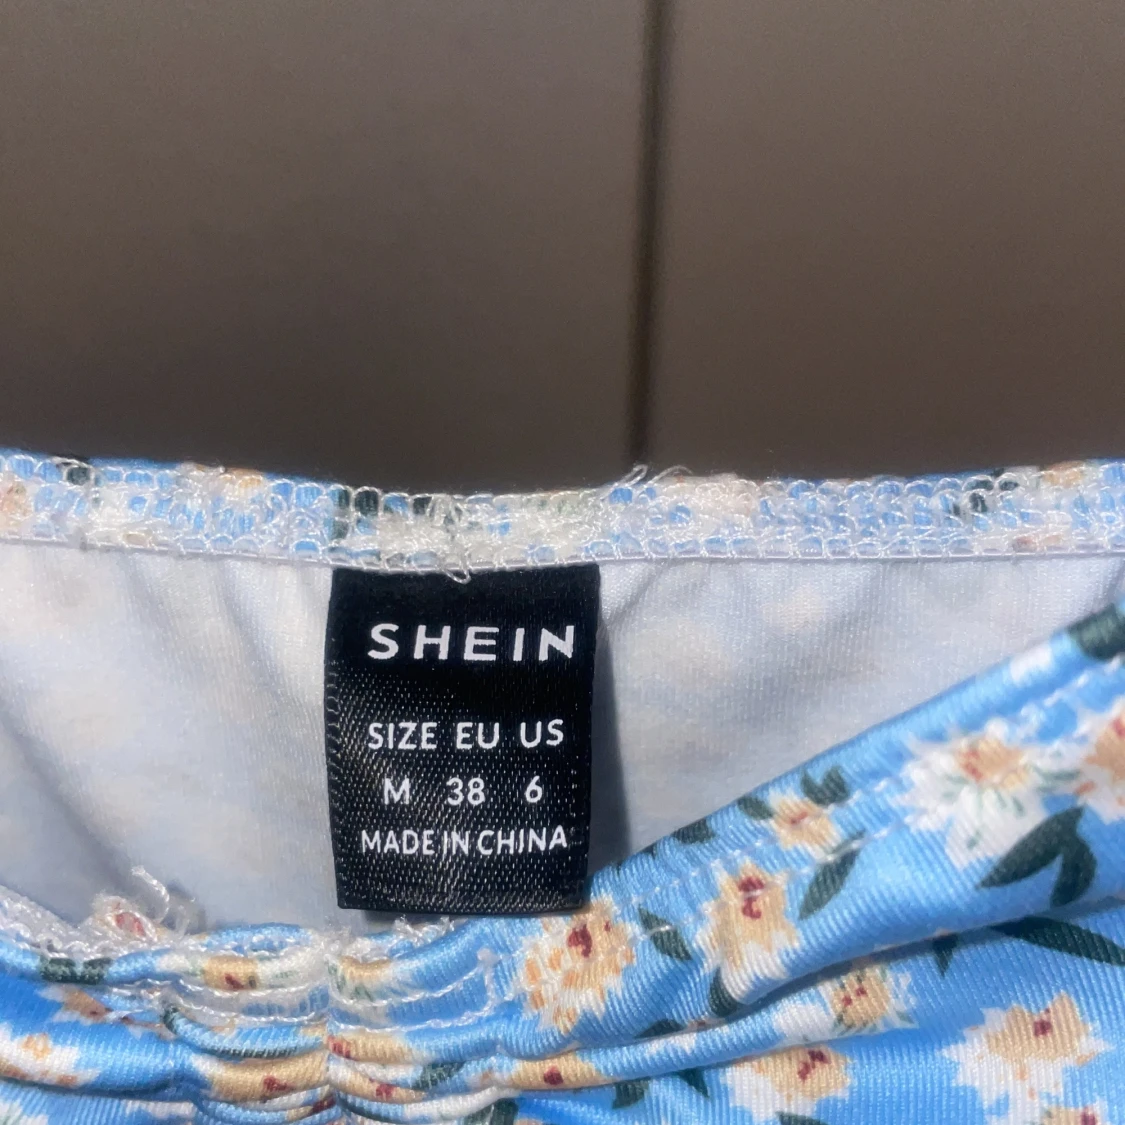 SHEIN
SIZE EU US
M 38 6
MADE IN CHINA